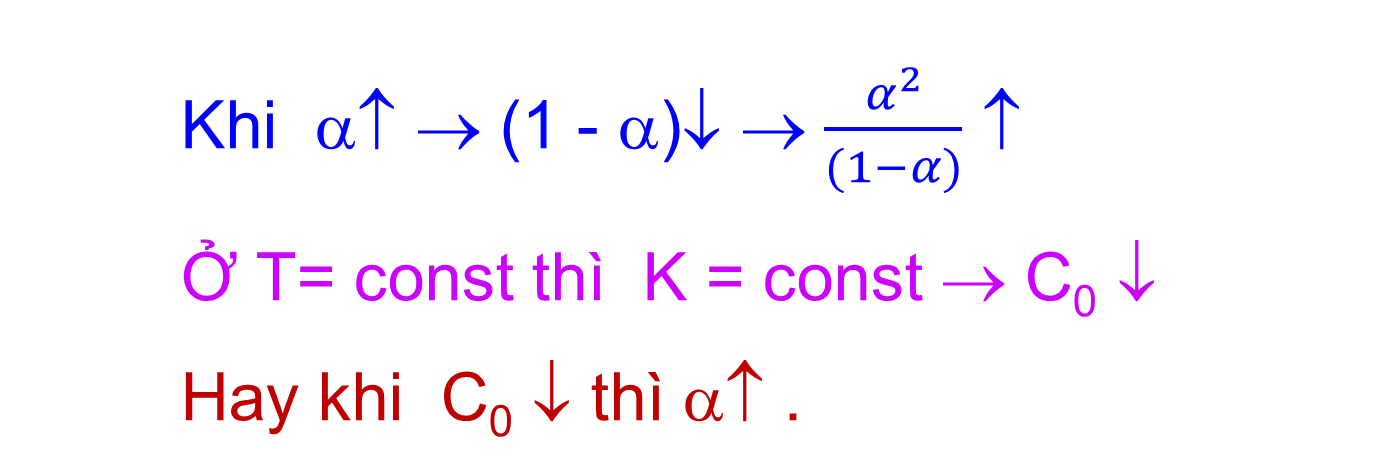 Khi α↑ → (1 - α)↓ → α²/(1−α) ↑
Ở T= const thì K = const → C₀ ↓
Hay khi C₀ ↓ thì α↑ .